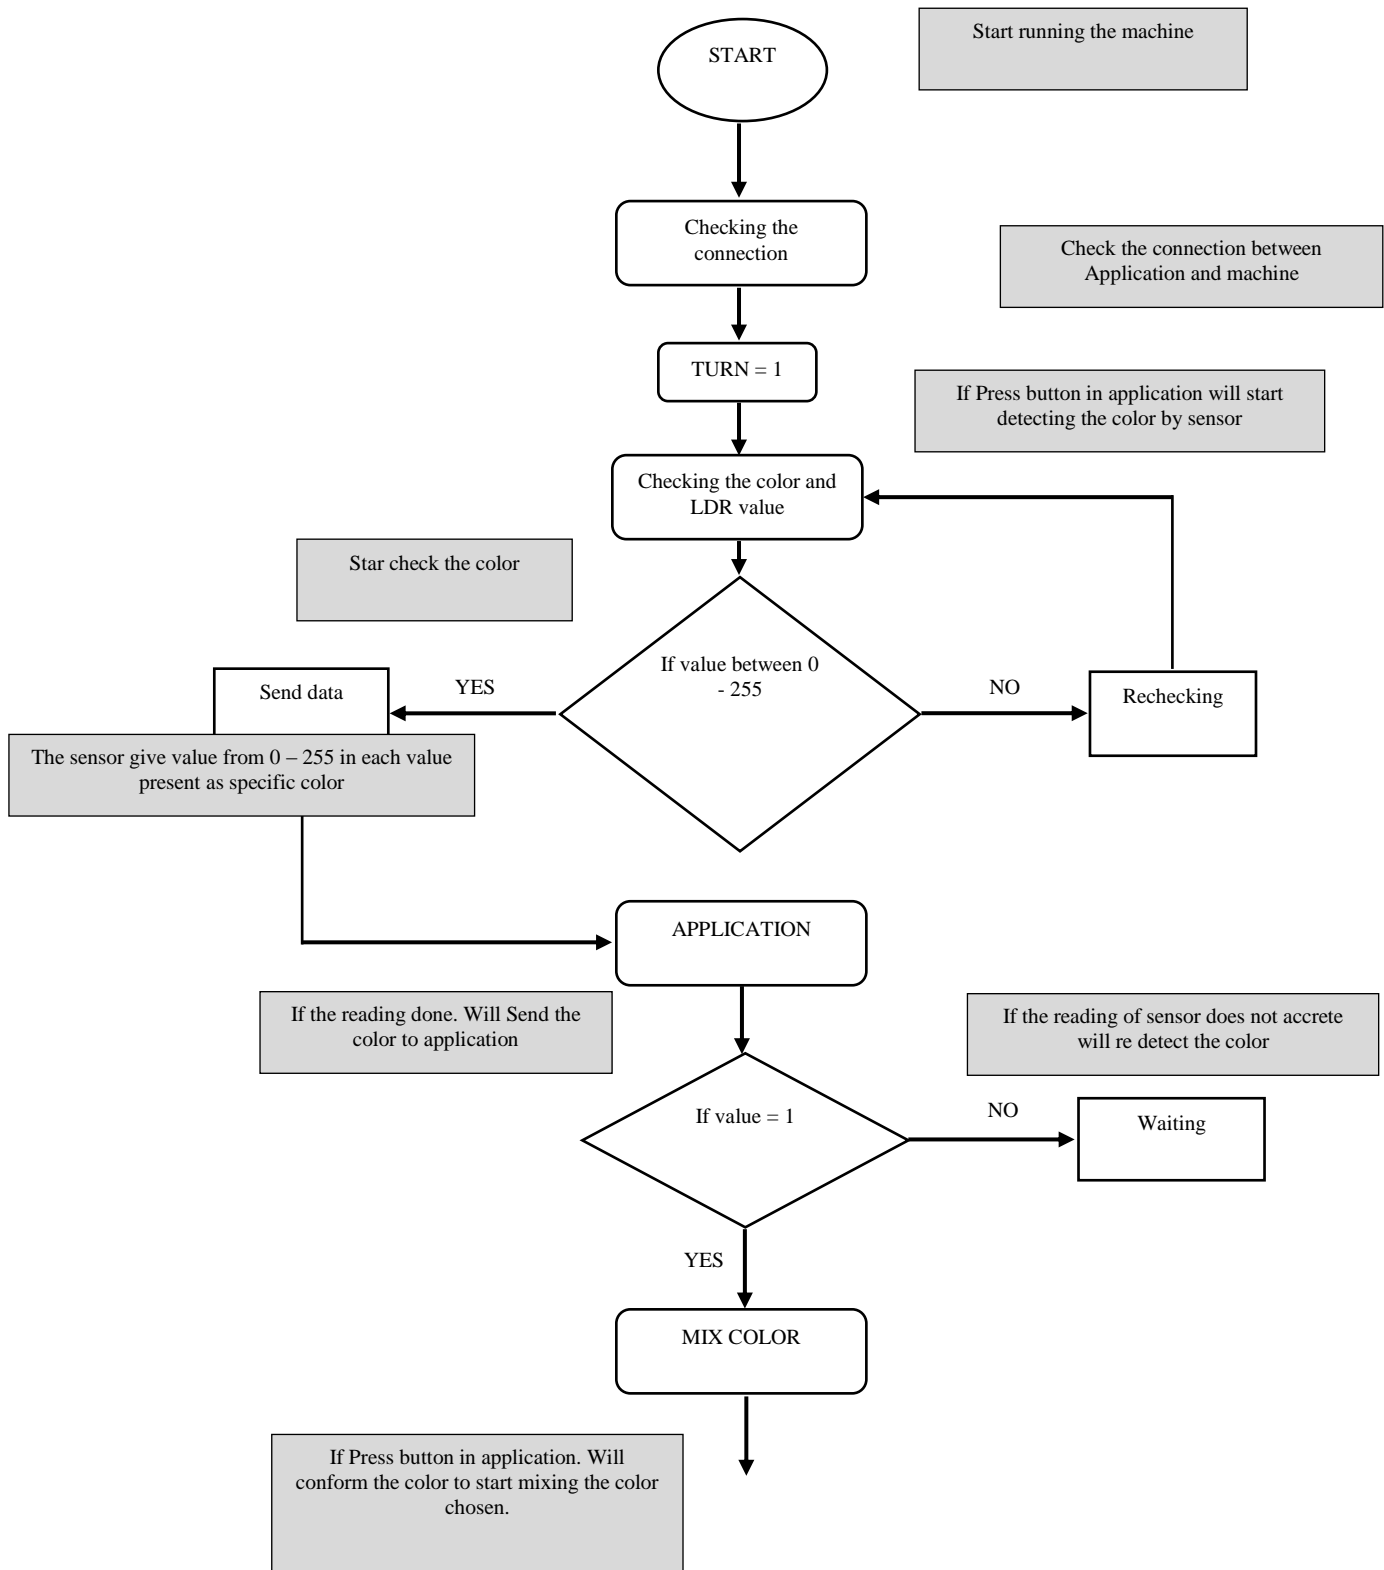 START
Start running the machine
Checking the
connection
Check the connection between
Application and machine
TURN = 1
If Press button in application will start
detecting the color by sensor
Checking the color and
LDR value
Star check the color
If value between 0
- 255
YES
NO
Send data
Rechecking
The sensor give value from 0 – 255 in each value
present as specific color
APPLICATION
If the reading done. Will Send the
color to application
If the reading of sensor does not accrete
will re detect the color
If value = 1
NO
Waiting
YES
MIX COLOR
If Press button in application. Will
conform the color to start mixing the color
chosen.